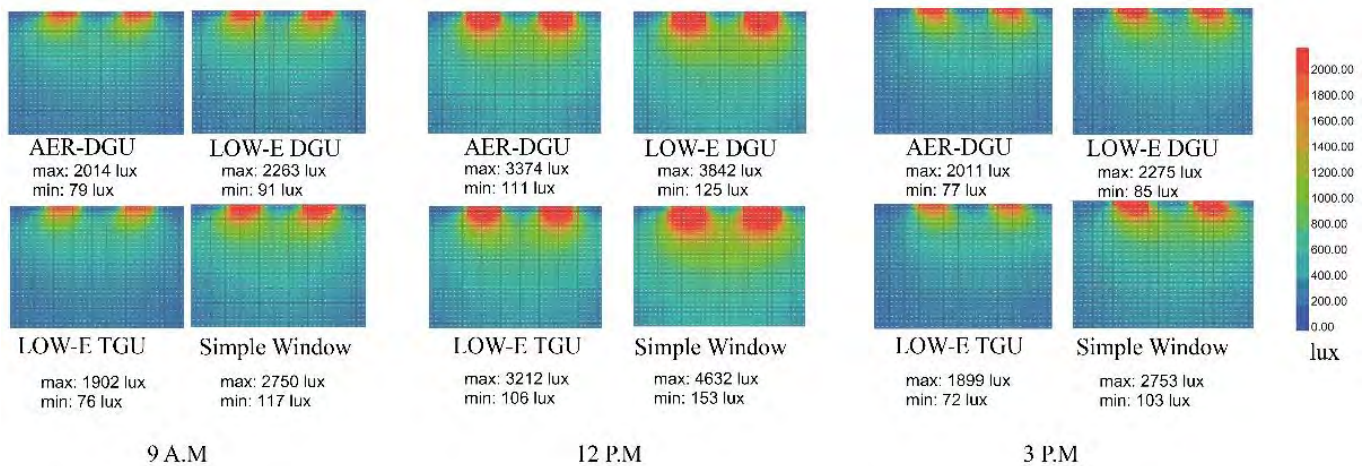 AER-DGU
max: 2014 lux
min: 79 lux
LOW-E DGU
max: 2263 lux
min: 91 lux
LOW-E TGU
max: 1902 lux
min: 76 lux
Simple Window
max: 2750 lux
min: 117 lux
9 A.M
AER-DGU
max: 3374 lux
min: 111 lux
LOW-E DGU
max: 3842 lux
min: 125 lux
LOW-E TGU
max: 3212 lux
min: 106 lux
Simple Window
max: 4632 lux
min: 153 lux
12 P.M
AER-DGU
max: 2011 lux
min: 77 lux
LOW-E DGU
max: 2275 lux
min: 85 lux
LOW-E TGU
max: 1899 lux
min: 72 lux
Simple Window
max: 2753 lux
min: 103 lux
3 P.M
2000.00
1800.00
1600.00
1400.00
1200.00
1000.00
800.00
600.00
400.00
200.00
0.00
lux